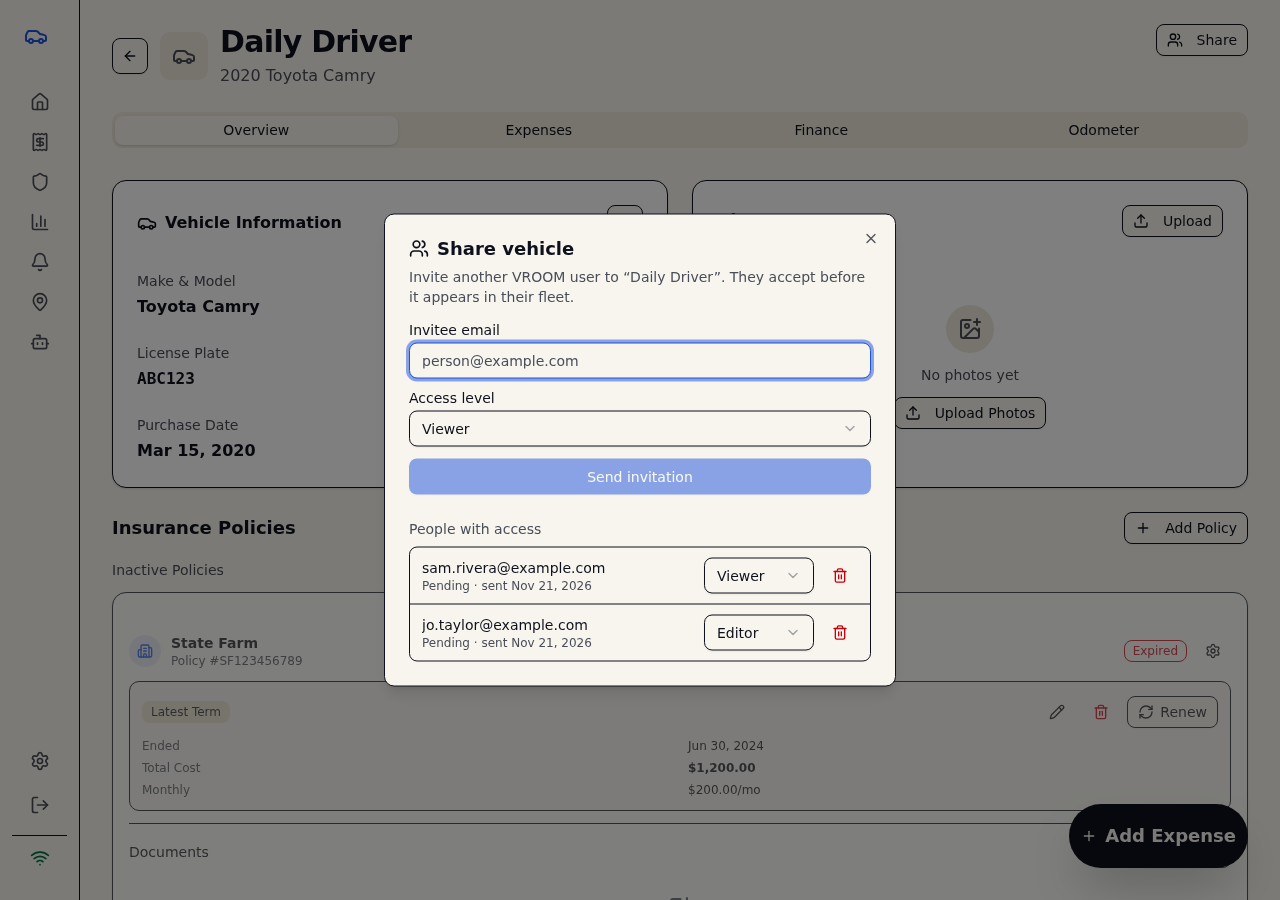 Daily Driver
2020 Toyota Camry
Share
Overview
Expenses
Finance
Odometer
Vehicle Information
Upload
Make & Model
Toyota Camry
License Plate
ABC123
Purchase Date
Mar 15, 2020
No photos yet
Upload Photos
Share vehicle
Invite another VROOM user to “Daily Driver”. They accept before
it appears in their fleet.
Invitee email
person@example.com
Access level
Viewer
Send invitation
People with access
sam.rivera@example.com
Pending · sent Nov 21, 2026
Viewer
jo.taylor@example.com
Pending · sent Nov 21, 2026
Editor
Insurance Policies
Add Policy
Inactive Policies
State Farm
Policy #SF123456789
Expired
Latest Term
Renew
Ended
Jun 30, 2024
Total Cost
$1,200.00
Monthly
$200.00/mo
Add Expense
Documents